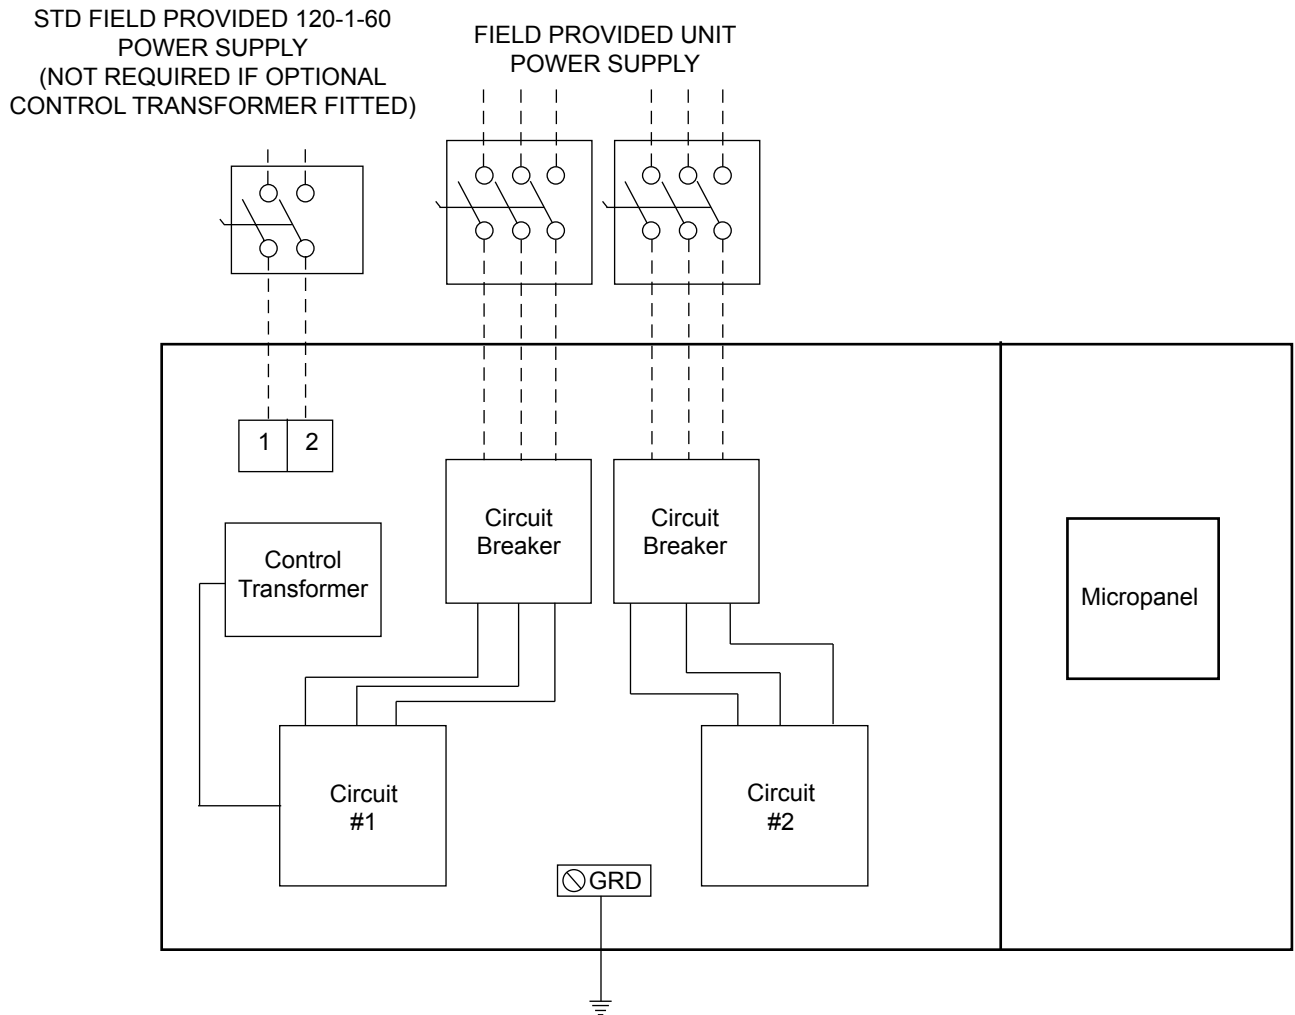 STD FIELD PROVIDED 120-1-60
POWER SUPPLY
(NOT REQUIRED IF OPTIONAL
CONTROL TRANSFORMER FITTED)
FIELD PROVIDED UNIT
POWER SUPPLY
1
2
Circuit
Breaker
Circuit
Breaker
Control
Transformer
Micropanel
Circuit
#1
Circuit
#2
GRD